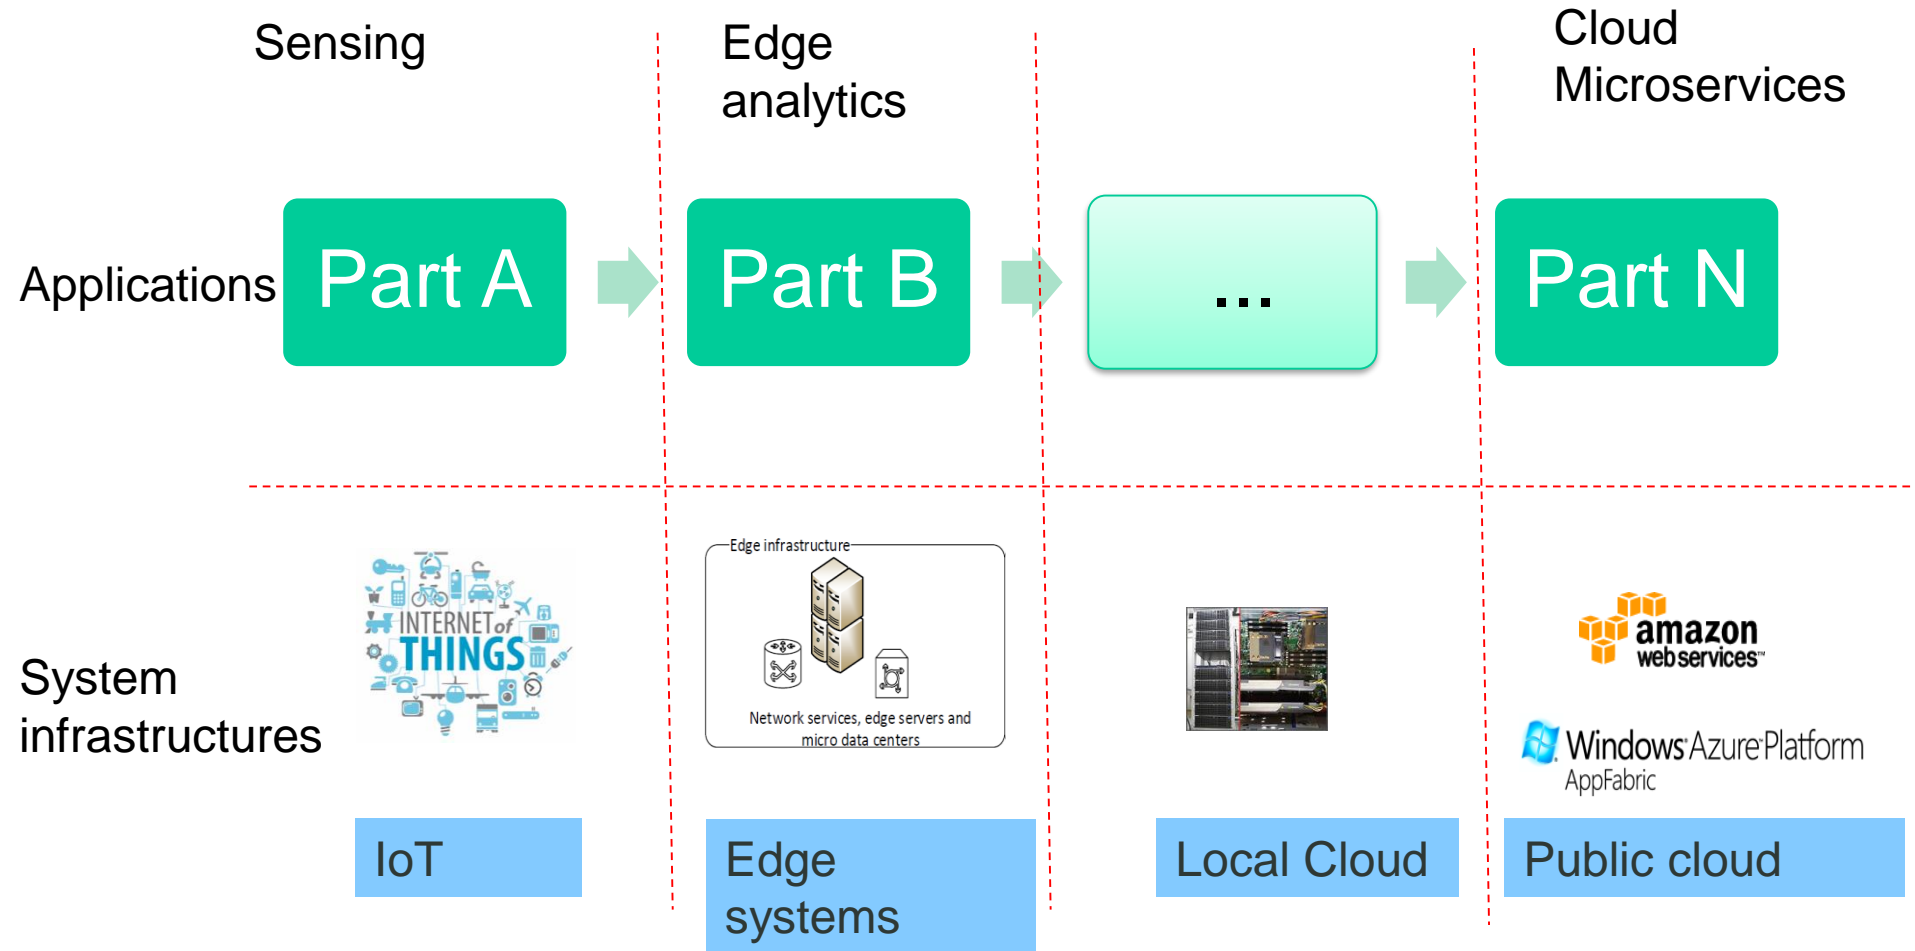 Sensing
Edge
analytics
Cloud
Microservices
Applications
Part A
Part B
...
Part N
System
infrastructures
INTERNET of
THINGS
Edge infrastructure
Network services, edge servers and
micro data centers
amazon
web services™
Windows Azure Platform
AppFabric
IoT
Edge
systems
Local Cloud
Public cloud